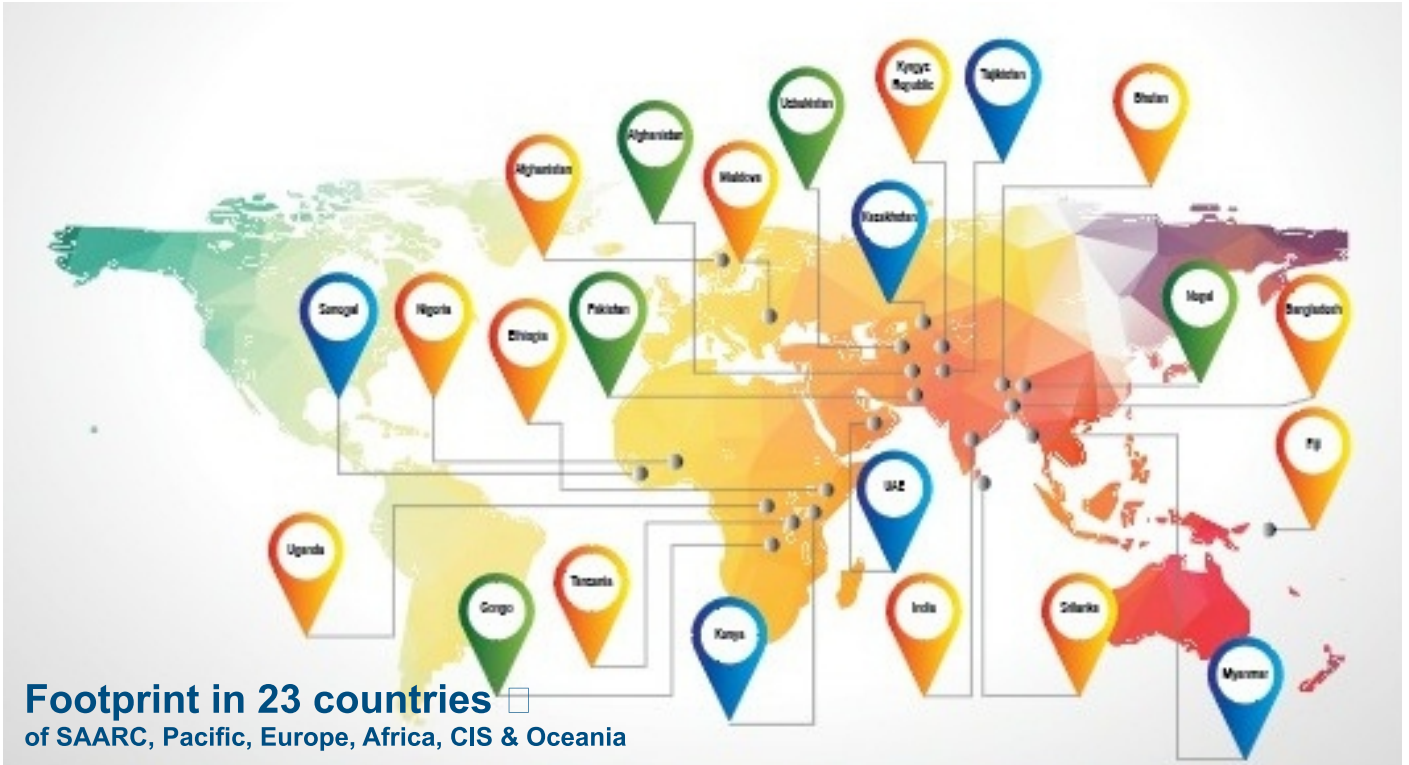 Kyrgyz
Republic
Tajikistan
Uzbekistan
Bhutan
Afghanistan
Afghanistan
Moldova
Kazakhstan
Senegal
Nigeria
Ethiopia
Pakistan
Nepal
Bangladesh
Fiji
UAE
Uganda
Tanzania
Congo
Kenya
India
Srilanka
Myanmar
Footprint in 23 countries
of SAARC, Pacific, Europe, Africa, CIS & Oceania